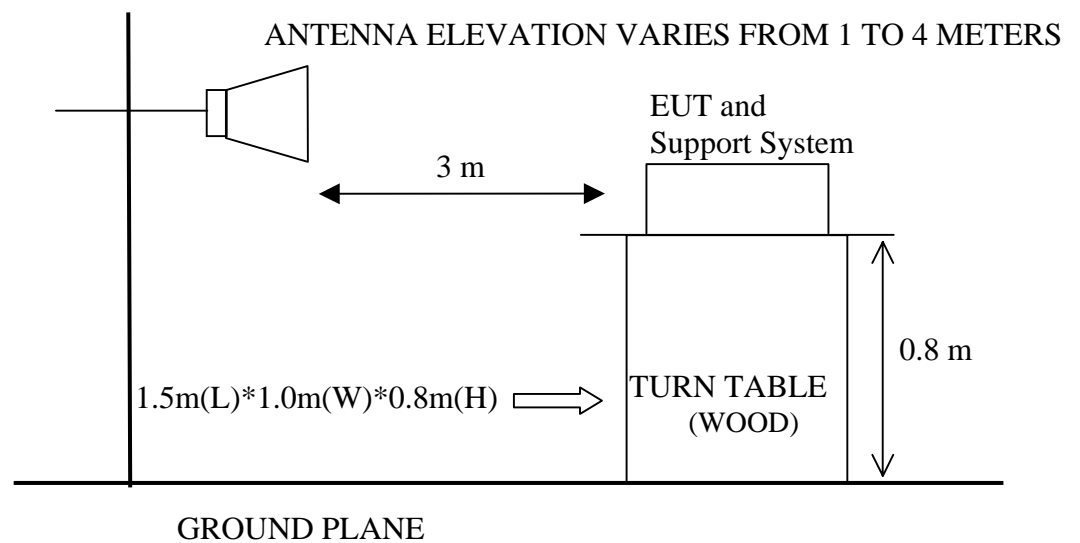 ANTENNA ELEVATION VARIES FROM 1 TO 4 METERS
EUT and
Support System
3 m
0.8 m
1.5m(L)*1.0m(W)*0.8m(H)
TURN TABLE
(WOOD)
GROUND PLANE